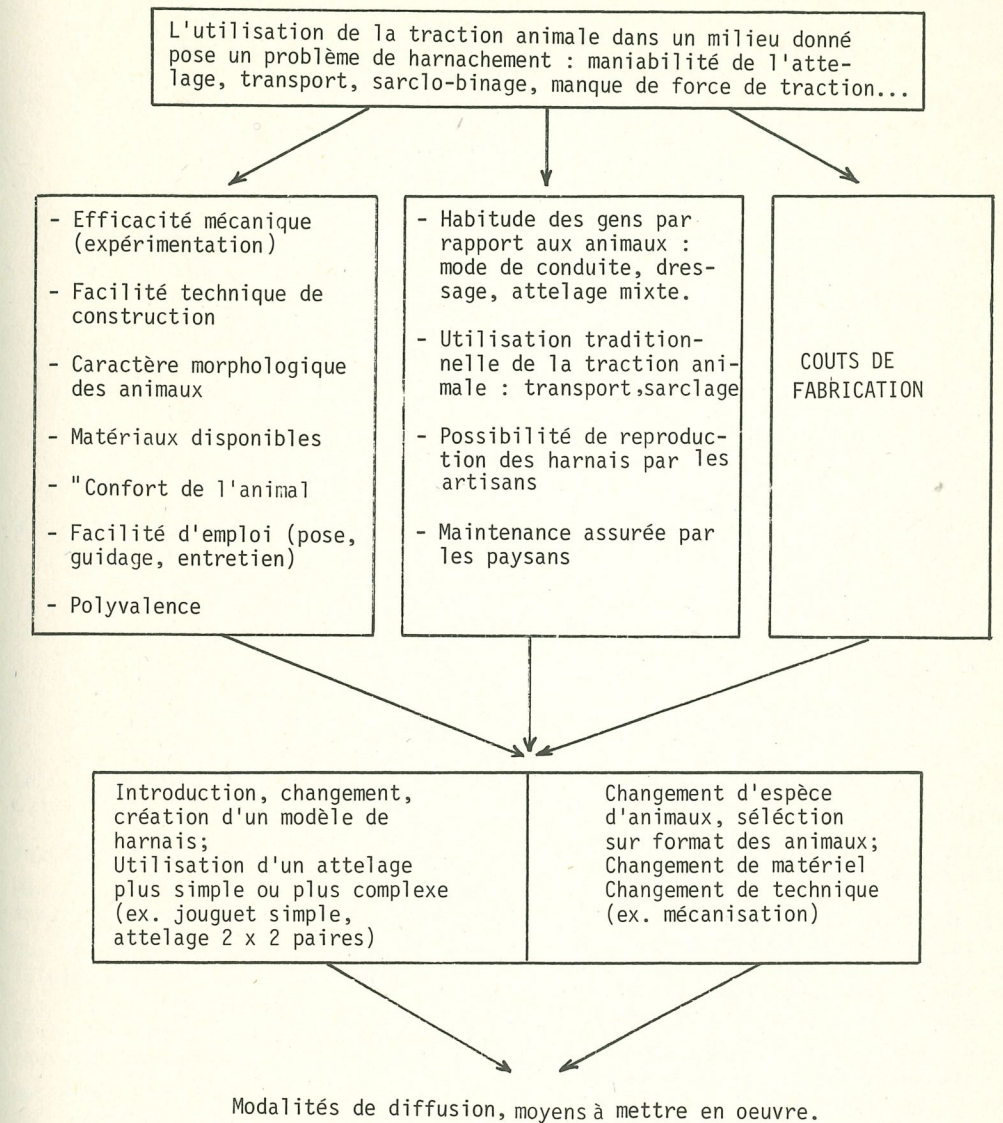 L'utilisation de la traction animale dans un milieu donné
pose un problème de harnachement : maniabilité de l'atte-
lage, transport, sarclo-binage, manque de force de traction...
- Efficacité mécanique
(expérimentation)
- Facilité technique de
construction
- Caractère morphologique
des animaux
- Matériaux disponibles
- "Confort de l'animal
- Facilité d'emploi (pose,
guidage, entretien)
- Polyvalence
- Habitude des gens par
rapport aux animaux :
mode de conduite, dres-
sage, attelage mixte.
- Utilisation tradition-
nelle de la traction ani-
male : transport,sarclage
- Possibilité de reproduc-
tion des harnais par les
artisans
- Maintenance assurée par
les paysans
COUTS DE
FABRICATION
Introduction, changement,
création d'un modèle de
harnais;
Utilisation d'un attelage
plus simple ou plus complexe
(ex. jouguet simple,
attelage 2 x 2 paires)
Changement d'espèce
d'animaux, séléction
sur format des animaux;
Changement de matériel
Changement de technique
(ex. mécanisation)
Modalités de diffusion, moyens à mettre en oeuvre.